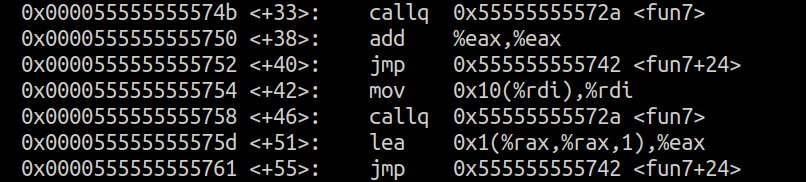 0x000055555555574b <+33>: callq 0x55555555572a <fun7>
0x0000555555555750 <+38>: add %eax,%eax
0x0000555555555752 <+40>: jmp 0x555555555742 <fun7+24>
0x0000555555555754 <+42>: mov 0x10(%rdi),%rdi
0x0000555555555758 <+46>: callq 0x55555555572a <fun7>
0x000055555555575d <+51>: lea 0x1(%rax,%rax,1),%eax
0x0000555555555761 <+55>: jmp 0x555555555742 <fun7+24>